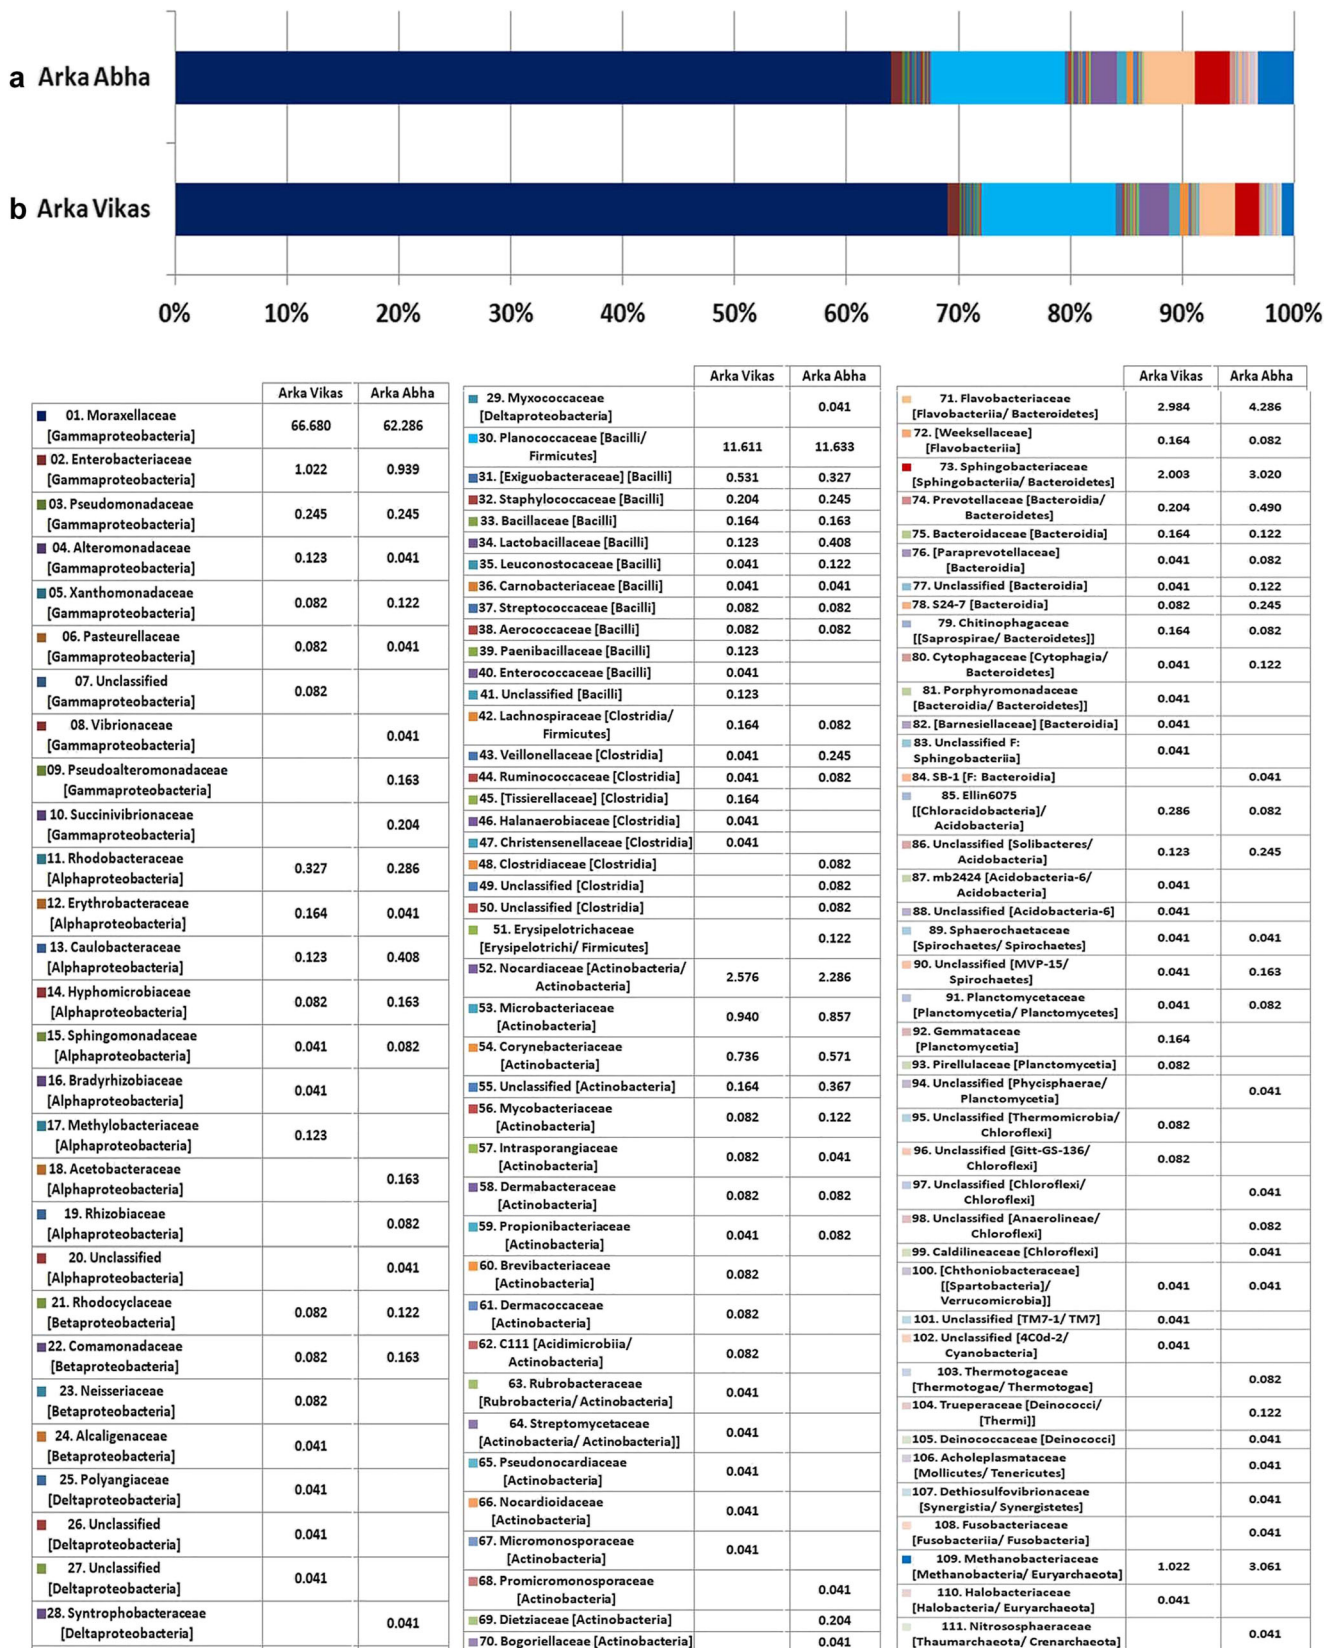 a Arka Abha
b Arka Vikas
0% 10% 20% 30% 40% 50% 60% 70% 80% 90% 100%
Arka Vikas Arka Abha
01. Moraxellaceae
[Gammaproteobacteria] 66.680 62.286
02. Enterobacteriaceae
[Gammaproteobacteria] 1.022 0.939
03. Pseudomonadaceae
[Gammaproteobacteria] 0.245 0.245
04. Alteromonadaceae
[Gammaproteobacteria] 0.123 0.041
05. Xanthomonadaceae
[Gammaproteobacteria] 0.082 0.122
06. Pasteurellaceae
[Gammaproteobacteria] 0.082 0.041
07. Unclassified
[Gammaproteobacteria] 0.082
08. Vibrionaceae
[Gammaproteobacteria] 0.041
09. Pseudoalteromonadaceae
[Gammaproteobacteria] 0.163
10. Succinivibrionaceae
[Gammaproteobacteria] 0.204
11. Rhodobacteraceae
[Alphaproteobacteria] 0.327 0.286
12. Erythrobacteraceae
[Alphaproteobacteria] 0.164 0.041
13. Caulobacteraceae
[Alphaproteobacteria] 0.123 0.408
14. Hyphomicrobiaceae
[Alphaproteobacteria] 0.082 0.163
15. Sphingomonadaceae
[Alphaproteobacteria] 0.041 0.082
16. Bradyrhizobiaceae
[Alphaproteobacteria] 0.041
17. Methylobacteriaceae
[Alphaproteobacteria] 0.123
18. Acetobacteraceae
[Alphaproteobacteria] 0.163
19. Rhizobiaceae
[Alphaproteobacteria] 0.082
20. Unclassified
[Alphaproteobacteria] 0.041
21. Rhodocyclaceae
[Betaproteobacteria] 0.082 0.122
22. Comamonadaceae
[Betaproteobacteria] 0.082 0.163
23. Neisseriaceae
[Betaproteobacteria] 0.082
24. Alcaligenaceae
[Betaproteobacteria] 0.041
25. Polyangiaceae
[Deltaproteobacteria] 0.041
26. Unclassified
[Deltaproteobacteria] 0.041
27. Unclassified
[Deltaproteobacteria] 0.041
28. Syntrophobacteraceae
[Deltaproteobacteria] 0.041
Arka Vikas Arka Abha
29. Myxococcaceae
[Deltaproteobacteria] 0.041
30. Planococcaceae [Bacilli/
Firmicutes] 11.611 11.633
31. [Exiguobacteraceae] [Bacilli] 0.531 0.327
32. Staphylococcaceae [Bacilli] 0.204 0.245
33. Bacillaceae [Bacilli] 0.164 0.163
34. Lactobacillaceae [Bacilli] 0.123 0.408
35. Leuconostocaceae [Bacilli] 0.041 0.122
36. Carnobacteriaceae [Bacilli] 0.041 0.041
37. Streptococcaceae [Bacilli] 0.082 0.082
38. Aerococcaceae [Bacilli] 0.082 0.082
39. Paenibacillaceae [Bacilli] 0.123
40. Enterococcaceae [Bacilli] 0.041
41. Unclassified [Bacilli] 0.123
42. Lachnospiraceae [Clostridia/
Firmicutes] 0.164 0.082
43. Veillonellaceae [Clostridia] 0.041 0.245
44. Ruminococcaceae [Clostridia] 0.041 0.082
45. [Tissierellaceae] [Clostridia] 0.164
46. Halanaerobiaceae [Clostridia] 0.041
47. Christensenellaceae [Clostridia] 0.041
48. Clostridiaceae [Clostridia] 0.082
49. Unclassified [Clostridia] 0.082
50. Unclassified [Clostridia] 0.082
51. Erysipelotrichaceae
[Erysipelotrichi/ Firmicutes] 0.122
52. Nocardiaceae [Actinobacteria/
Actinobacteria] 2.576 2.286
53. Microbacteriaceae
[Actinobacteria] 0.940 0.857
54. Corynebacteriaceae
[Actinobacteria] 0.736 0.571
55. Unclassified [Actinobacteria] 0.164 0.367
56. Mycobacteriaceae
[Actinobacteria] 0.082 0.122
57. Intrasporangiaceae
[Actinobacteria] 0.082 0.041
58. Dermabacteraceae
[Actinobacteria] 0.082 0.082
59. Propionibacteriaceae
[Actinobacteria] 0.041 0.082
60. Brevibacteriaceae
[Actinobacteria] 0.082
61. Dermacoccaceae
[Actinobacteria] 0.082
62. C111 [Acidimicrobiia/
Actinobacteria] 0.082
63. Rubrobacteraceae
[Rubrobacteria/ Actinobacteria] 0.041
64. Streptomycetaceae
[Actinobacteria/ Actinobacteria]] 0.041
65. Pseudonocardiaceae
[Actinobacteria] 0.041
66. Nocardioidaceae
[Actinobacteria] 0.041
67. Micromonosporaceae
[Actinobacteria] 0.041
68. Promicromonosporaceae
[Actinobacteria] 0.041
69. Dietziaceae [Actinobacteria] 0.204
70. Bogoriellaceae [Actinobacteria] 0.041
Arka Vikas Arka Abha
71. Flavobacteriaceae
[Flavobacteriia/ Bacteroidetes] 2.984 4.286
72. [Weeksellaceae]
[Flavobacteriia] 0.164 0.082
73. Sphingobacteriaceae
[Sphingobacteriia/ Bacteroidetes] 2.003 3.020
74. Prevotellaceae [Bacteroidia/
Bacteroidetes] 0.204 0.490
75. Bacteroidaceae [Bacteroidia] 0.164 0.122
76. [Paraprevotellaceae]
[Bacteroidia] 0.041 0.082
77. Unclassified [Bacteroidia] 0.041 0.122
78. S24-7 [Bacteroidia] 0.082 0.245
79. Chitinophagaceae
[[Saprospirae/ Bacteroidetes]] 0.164 0.082
80. Cytophagaceae [Cytophagia/
Bacteroidetes] 0.041 0.122
81. Porphyromonadaceae
[Bacteroidia/ Bacteroidetes]] 0.041
82. [Barnesiellaceae] [Bacteroidia] 0.041
83. Unclassified F:
Sphingobacteriia] 0.041
84. SB-1 [F: Bacteroidia] 0.041
85. Ellin6075
[[Chloracidobacteria]/
Acidobacteria] 0.286 0.082
86. Unclassified [Solibacteres/
Acidobacteria] 0.123 0.245
87. mb2424 [Acidobacteria-6/
Acidobacteria] 0.041
88. Unclassified [Acidobacteria-6] 0.041
89. Sphaerochaetaceae
[Spirochaetes/ Spirochaetes] 0.041 0.041
90. Unclassified [MVP-15/
Spirochaetes] 0.041 0.163
91. Planctomycetaceae
[Planctomycetia/ Planctomycetes] 0.041 0.082
92. Gemmataceae
[Planctomycetia] 0.164
93. Pirellulaceae [Planctomycetia] 0.082
94. Unclassified [Phycisphaerae/
Planctomycetia] 0.041
95. Unclassified [Thermomicrobia/
Chloroflexi] 0.082
96. Unclassified [Gitt-GS-136/
Chloroflexi] 0.082
97. Unclassified [Chloroflexi/
Chloroflexi] 0.041
98. Unclassified [Anaerolineae/
Chloroflexi] 0.082
99. Caldilineaceae [Chloroflexi] 0.041
100. [Chthoniobacteraceae]
[[Spartobacteria]/
Verrucomicrobia]] 0.041 0.041
101. Unclassified [TM7-1/ TM7] 0.041
102. Unclassified [4C0d-2/
Cyanobacteria] 0.041
103. Thermotogaceae
[Thermotogae/ Thermotogae] 0.082
104. Trueperaceae [Deinococci/
[Thermi]] 0.122
105. Deinococcaceae [Deinococci] 0.041
106. Acholeplasmataceae
[Mollicutes/ Tenericutes] 0.041
107. Dethiosulfovibrionaceae
[Synergistia/ Synergistetes] 0.041
108. Fusobacteriaceae
[Fusobacteriia/ Fusobacteria] 0.041
109. Methanobacteriaceae
[Methanobacteria/ Euryarchaeota] 1.022 3.061
110. Halobacteriaceae
[Halobacteria/ Euryarchaeota] 0.041
111. Nitrososphaeraceae
[Thaumarchaeota/ Crenarchaeota] 0.041